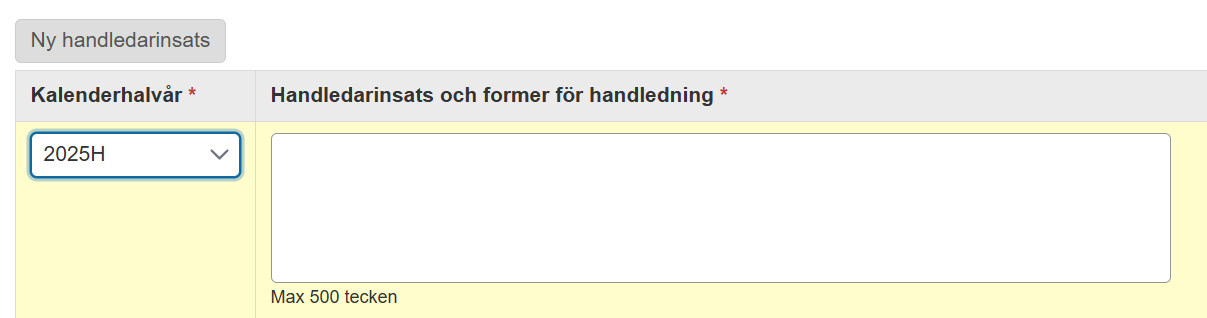 Ny handledarinsats
Kalenderhalvår * Handledarinsats och former för handledning *
2025H
Max 500 tecken